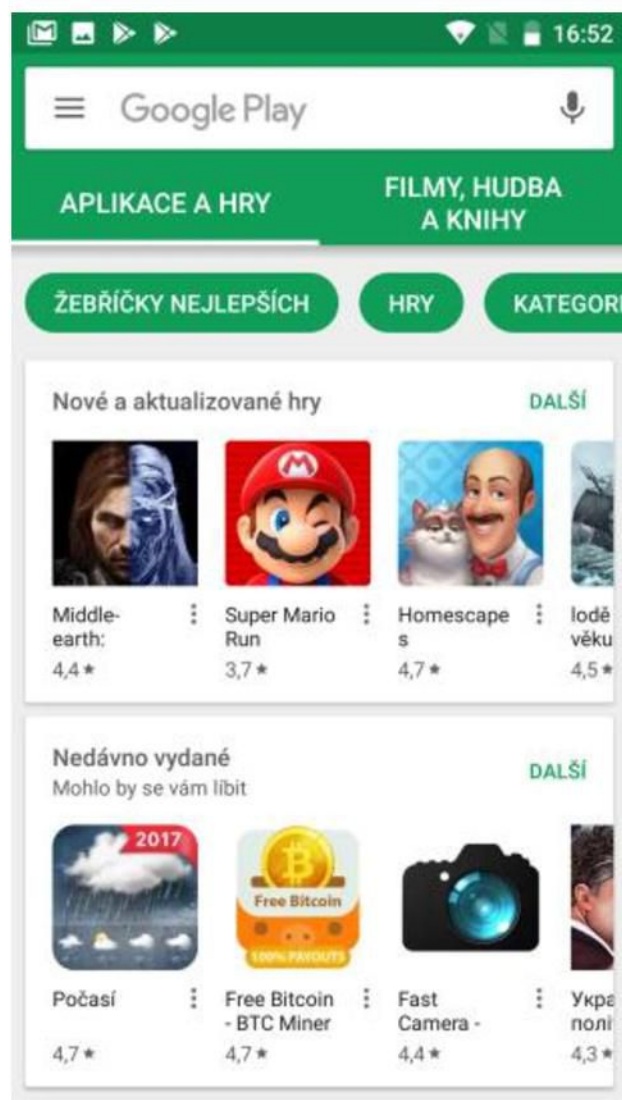 16:52
Google Play
APLIKACE A HRY
FILMY, HUDBA
A KNIHY
ŽEBŘÍČKY NEJLEPŠÍCH
HRY
KATEGORI
Nové a aktualizované hry
DALŠÍ
Middle-
earth:
4,4★
Super Mario
Run
3,7★
Homescape
s
4,7★
lodě
věku
4,5★
Nedávno vydané
Mohlo by se vám líbit
DALŠÍ
2017
Free Bitcoin
100% PAYOUTS
Počasí
4,7★
Free Bitcoin
- BTC Miner
4,7★
Fast
Camera -
4,4★
Укра
полі
4,3★